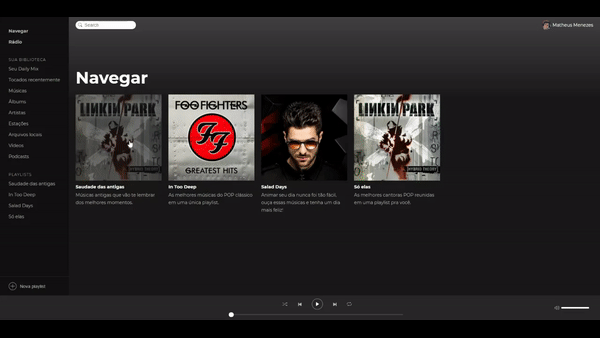 Navegar
Rádio
SUA BIBLIOTECA
Seu Daily Mix
Tocados recentemente
Músicas
Álbuns
Artistas
Estações
Arquivos locais
Vídeos
Podcasts
PLAYLISTS
Saudade das antigas
In Too Deep
Salad Days
Só elas
Nova playlist
Search
Matheus Menezes
Navegar
LINKIN PARK
HYBRID THEORY
Saudade das antigas
Músicas antigas que vão te lembrar
dos melhores momentos.
FOO FIGHTERS
FF
GREATEST HITS
In Too Deep
As melhores músicas do POP clássico
em uma única playlist.
Salad Days
Animar seu dia nunca foi tão fácil,
ouça essas músicas e tenha um dia
mais feliz!
LINKIN PARK
HYBRID THEORY
Só elas
As melhores cantoras POP reunidas
em uma playlist pra você.